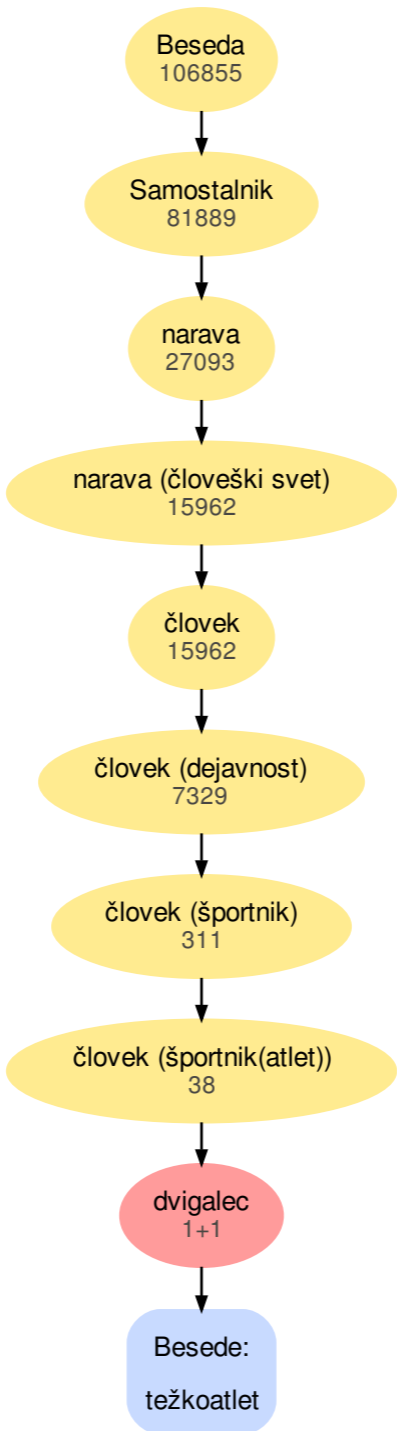 Beseda
106855
Samostalnik
81889
narava
27093
narava (človeški svet)
15962
človek
15962
človek (dejavnost)
7329
človek (športnik)
311
človek (športnik(atlet))
38
dvigalec
1+1
Besede:
težkoatlet